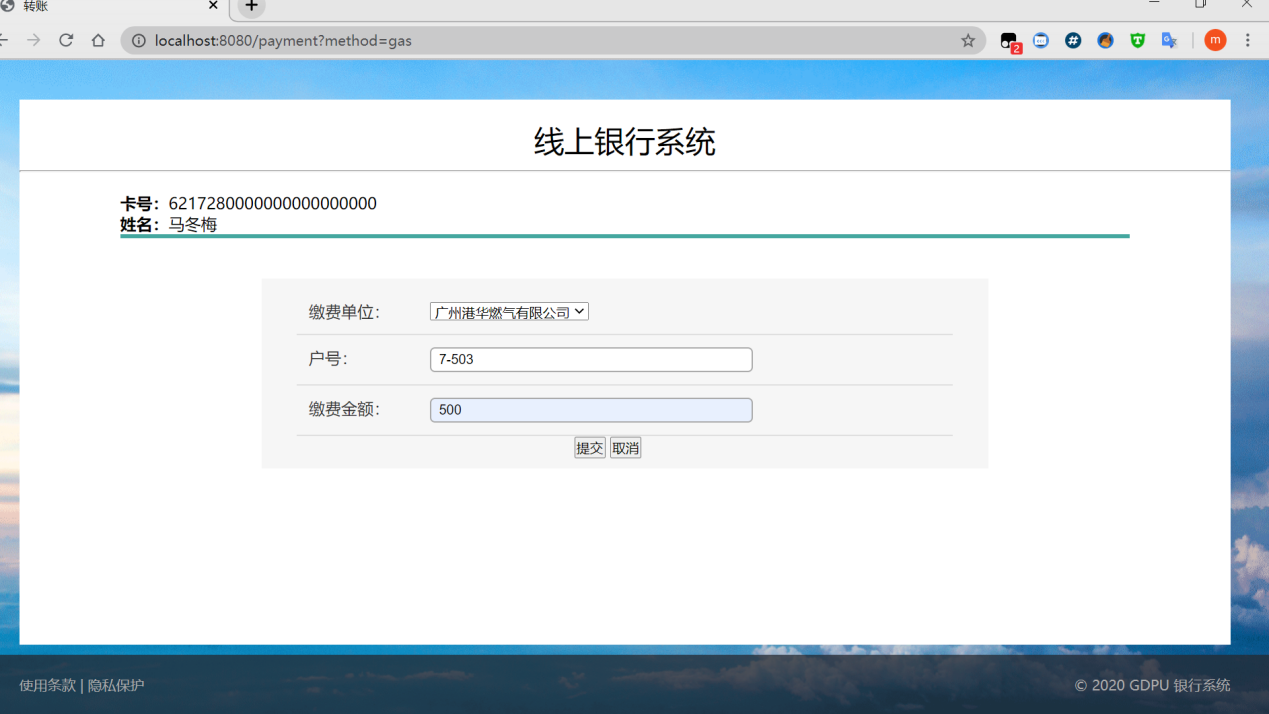 转账
localhost:8080/payment?method=gas
2
m
线上银行系统
卡号：6217280000000000000000
姓名：马冬梅
缴费单位：
广州港华燃气有限公司
户号：
7-503
缴费金额：
500
提交 取消
使用条款 | 隐私保护
© 2020 GDPU 银行系统